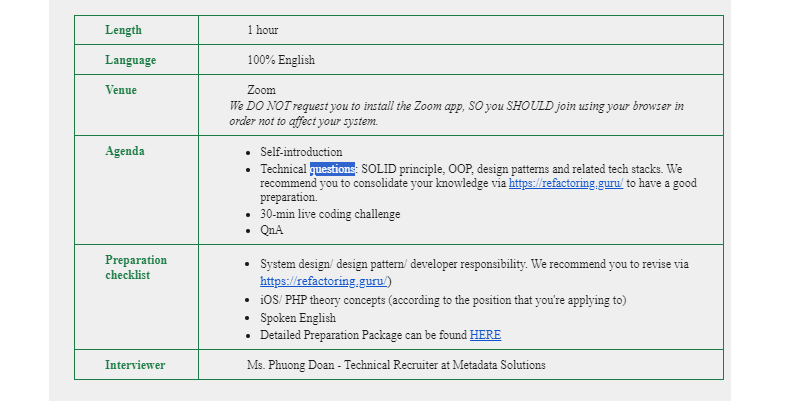 Length 1 hour
Language 100% English
Venue Zoom
We DO NOT request you to install the Zoom app, SO you SHOULD join using your browser in
order not to affect your system.
Agenda
• Self-introduction
• Technical questions: SOLID principle, OOP, design patterns and related tech stacks. We
recommend you to consolidate your knowledge via https://refactoring.guru/ to have a good
preparation.
• 30-min live coding challenge
• QnA
Preparation
checklist
• System design/ design pattern/ developer responsibility. We recommend you to revise via
https://refactoring.guru/)
• iOS/ PHP theory concepts (according to the position that you're applying to)
• Spoken English
• Detailed Preparation Package can be found HERE
Interviewer Ms. Phuong Doan - Technical Recruiter at Metadata Solutions